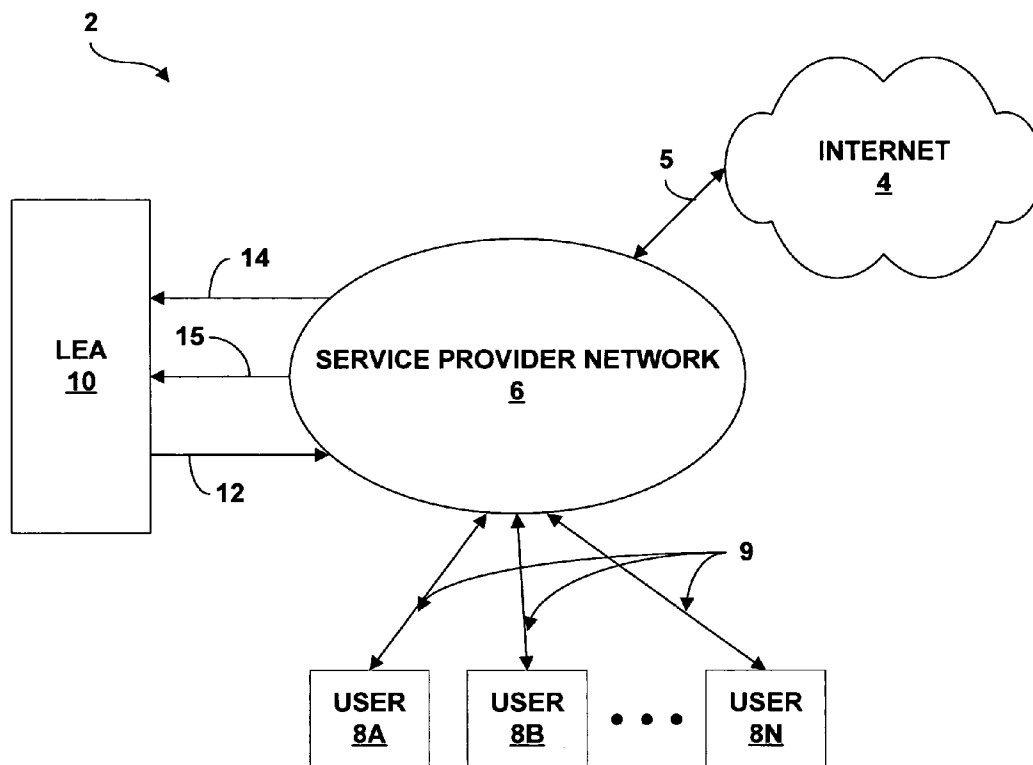 2
INTERNET
4
5
14
LEA
10
15
SERVICE PROVIDER NETWORK
6
12
9
USER
8A
USER
8B
USER
8N